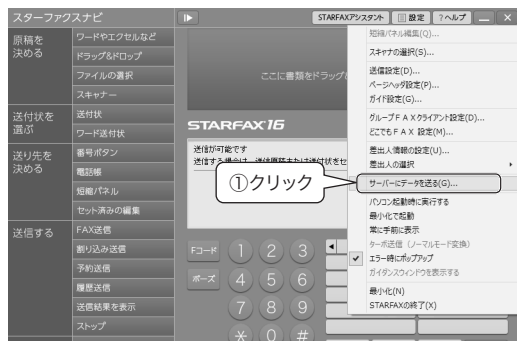 スターファクスナビ
STARFAXアシスタント
設定
?ヘルプ
原稿を
決める
ワードやエクセルなど
ドラッグ&ドロップ
ファイルの選択
スキャナー
送付状を
選ぶ
送付状
ワード送付状
送り先を
決める
番号ボタン
電話帳
短縮パネル
セット済みの編集
送信する
FAX送信
割り込み送信
予約送信
履歴送信
送信結果を表示
ストップ
ここに書類をドラッグ
STARFAX'16
送信が可能です
①クリック
Fコード
1
2
3
ポーズ
4
5
6
7
8
9
*
0
#
短縮パネル編集(Q)...
スキャナの選択(S)...
送信設定(D)...
ページヘッダ設定(P)...
ガイド設定(G)...
グループFAXクライアント設定(D)...
どこでもFAX 設定(M)...
差出人情報の設定(U)...
差出人の選択
サーバーにデータを送る(G)...
パソコン起動時に実行する
最小化で起動
常に手前に表示
ターボ送信(ノーマルモード変換)
エラー時にポップアップ
ガイダンスウィンドウを表示する
最小化(N)
STARFAXの終了(X)